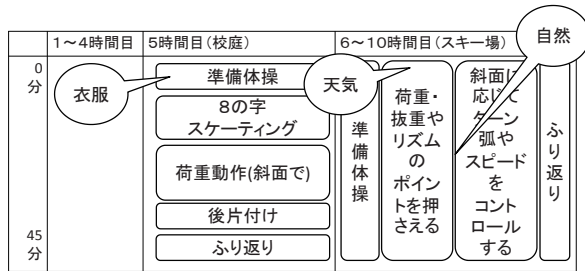 1～4時間目
5時間目(校庭)
6～10時間目(スキー場)
自然
衣服
天気
0
分
45
分
準備体操
8の字
スケーティング
荷重動作(斜面で)
後片付け
ふり返り
準備体操
荷重・
抜重や
リズム
の
ポイン
トを押
さえる
斜面に
応じて
ターン
弧や
スピード
を
コント
ロール
する
ふり返り